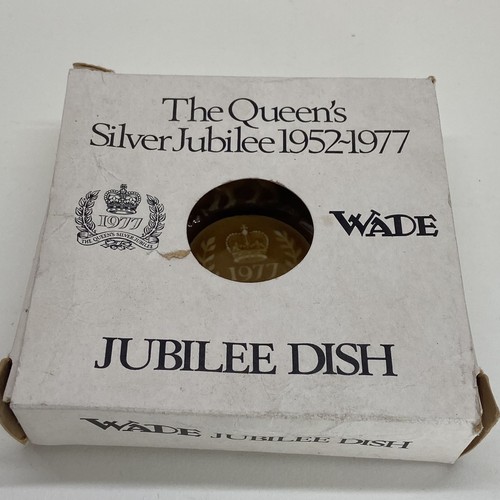 The Queen's
Silver Jubilee 1952~1977
1977
THE QUEEN'S SILVER JUBILEE
WADE
1977
JUBILEE DISH
WADE JUBILEE DISH